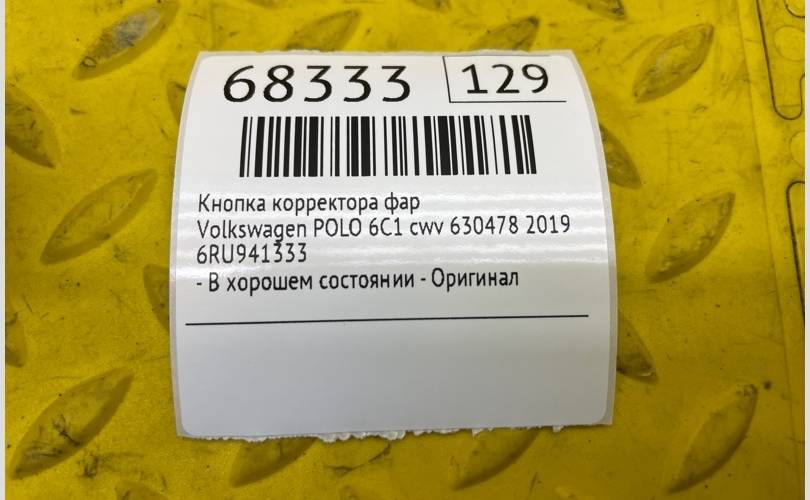 68333 129
Кнопка корректора фар
Volkswagen POLO 6C1 cwv 630478 2019
6RU941333
- В хорошем состоянии - Оригинал